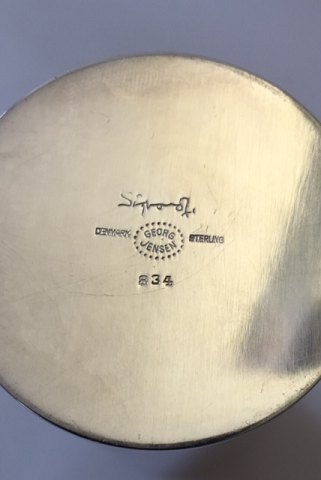 Sigvard
DENMARK GEORG JENSEN STERLING
834